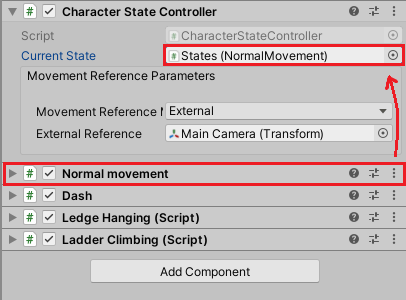 Character State Controller
Script
CharacterStateController
Current State
States (NormalMovement)
Movement Reference Parameters
Movement Reference M
External
External Reference
Main Camera (Transform)
Normal movement
Dash
Ledge Hanging (Script)
Ladder Climbing (Script)
Add Component